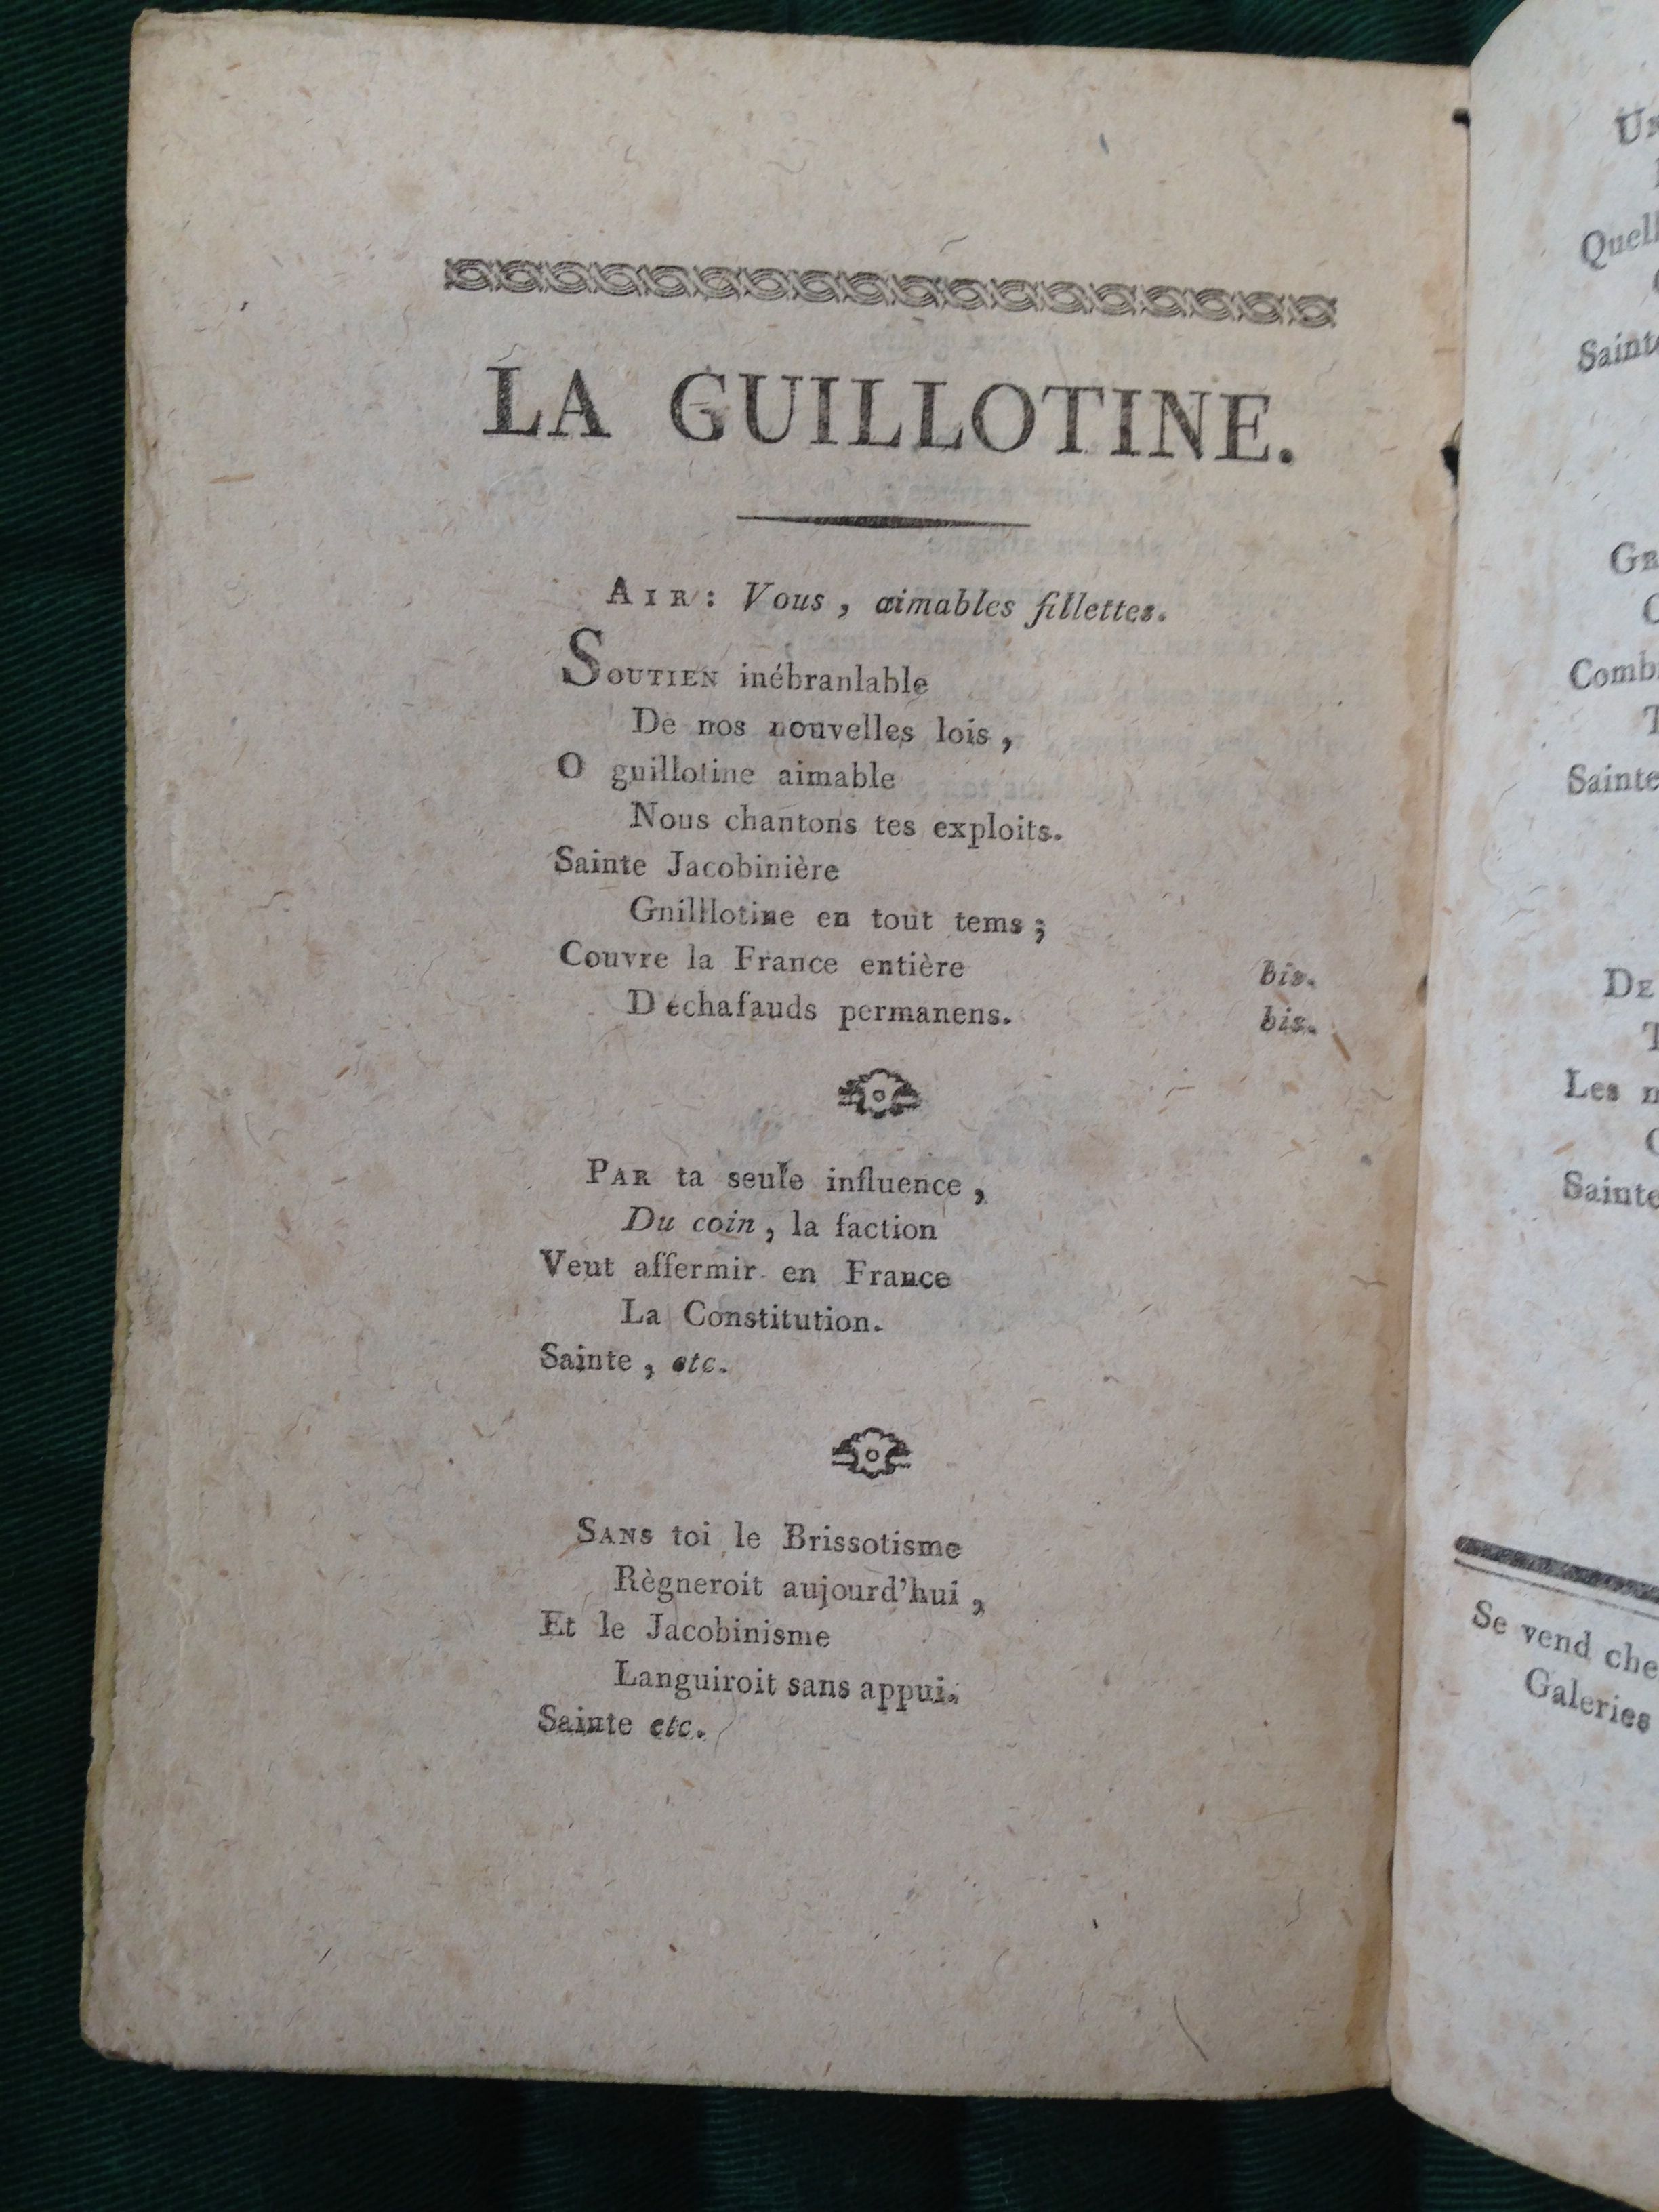 LA GUILLOTINE.
AIR: Vous, aimables fillettes.
SOUTIEN inébranlable
De nos nouvelles lois,
O guillotine aimable
Nous chantons tes exploits.
Sainte Jacobinière
Gnilllotine en tout tems;
Couvre la France entière bis.
D'échafauds permanens. bis.
PAR ta seule influence,
Du coin, la faction
Veut affermir en France
La Constitution.
Sainte, etc.
SANS toi le Brissotisme
Règneroit aujourd'hui,
Et le Jacobinisme
Languiroit sans appui.
Sainte etc.
Quell
Sainte
Comb
Sainte
DE
Les
Sainte
Se vend che
Galeries